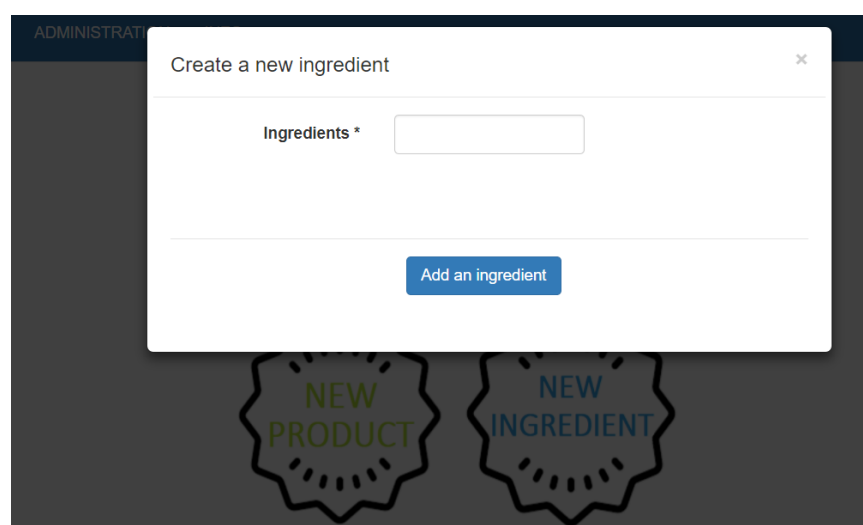 Create a new ingredient ×
Ingredients *
Add an ingredient
NEW
PRODUCT
NEW
INGREDIENT